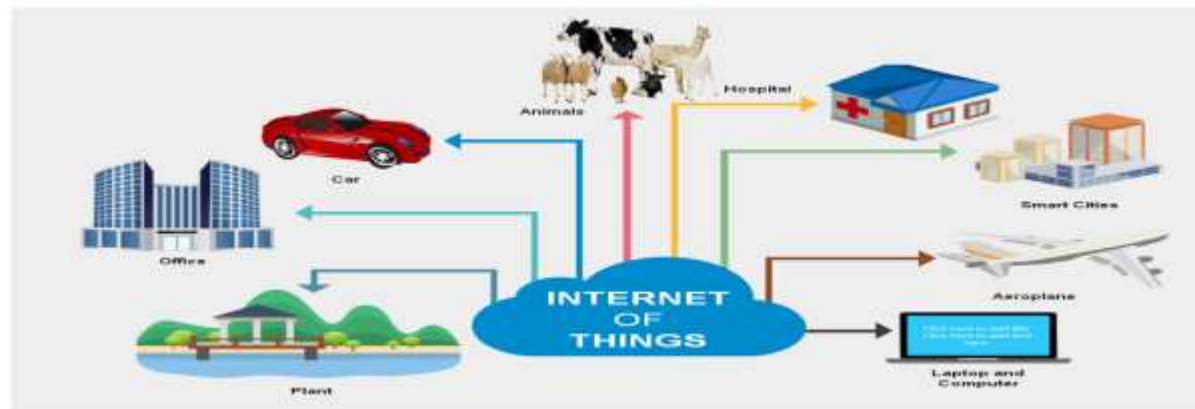 Animals
Hospital
Car
Smart Cities
Office
Aeroplane
INTERNET
OF
THINGS
Plant
Laptop and
Computer